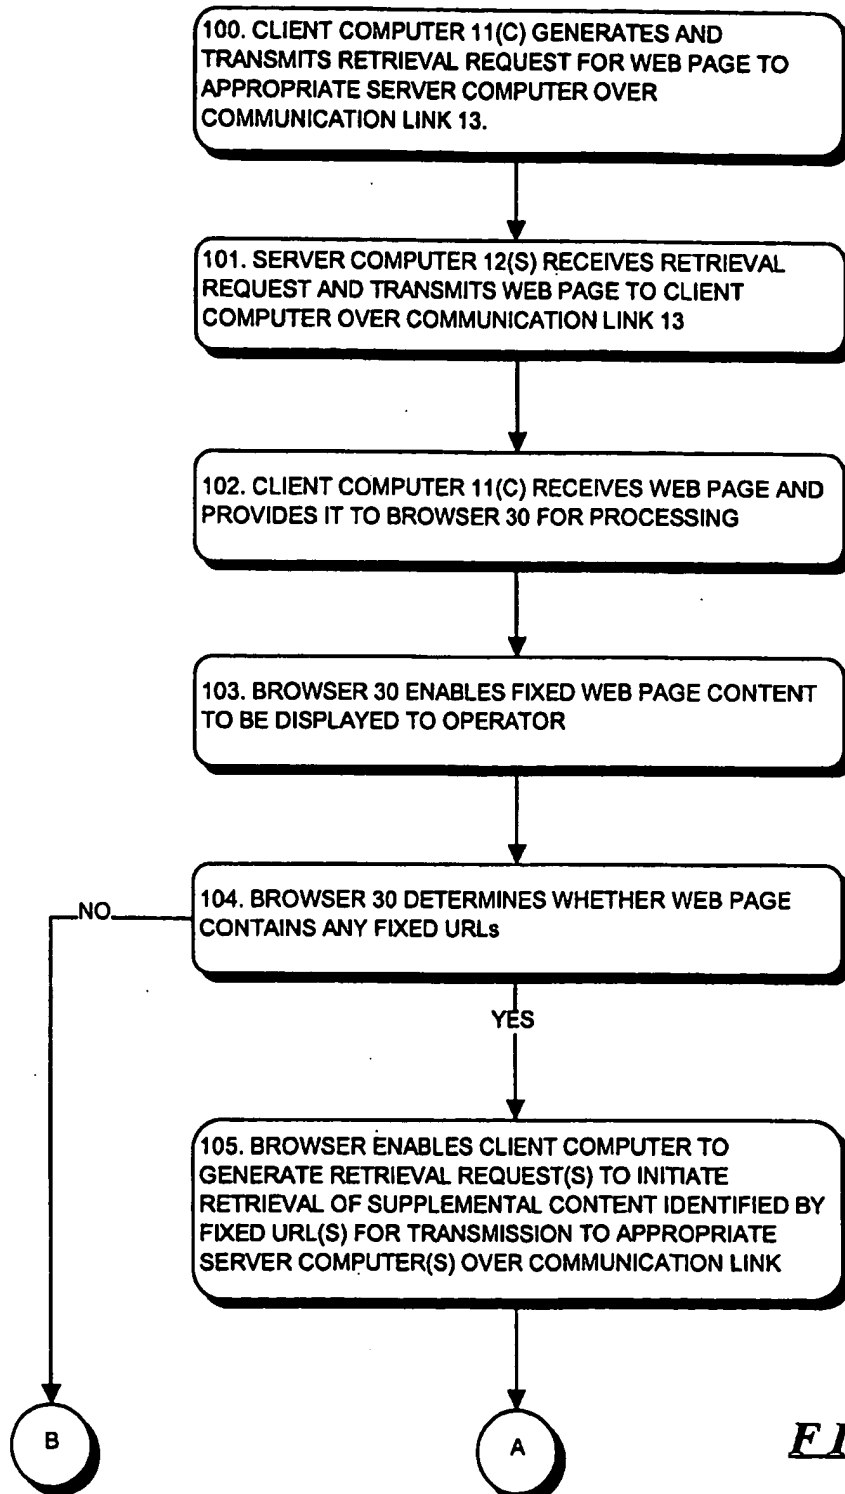 100. CLIENT COMPUTER 11(C) GENERATES AND
TRANSMITS RETRIEVAL REQUEST FOR WEB PAGE TO
APPROPRIATE SERVER COMPUTER OVER
COMMUNICATION LINK 13.
101. SERVER COMPUTER 12(S) RECEIVES RETRIEVAL
REQUEST AND TRANSMITS WEB PAGE TO CLIENT
COMPUTER OVER COMMUNICATION LINK 13
102. CLIENT COMPUTER 11(C) RECEIVES WEB PAGE AND
PROVIDES IT TO BROWSER 30 FOR PROCESSING
103. BROWSER 30 ENABLES FIXED WEB PAGE CONTENT
TO BE DISPLAYED TO OPERATOR
104. BROWSER 30 DETERMINES WHETHER WEB PAGE
CONTAINS ANY FIXED URLs
NO
YES
105. BROWSER ENABLES CLIENT COMPUTER TO
GENERATE RETRIEVAL REQUEST(S) TO INITIATE
RETRIEVAL OF SUPPLEMENTAL CONTENT IDENTIFIED BY
FIXED URL(S) FOR TRANSMISSION TO APPROPRIATE
SERVER COMPUTER(S) OVER COMMUNICATION LINK
B
A